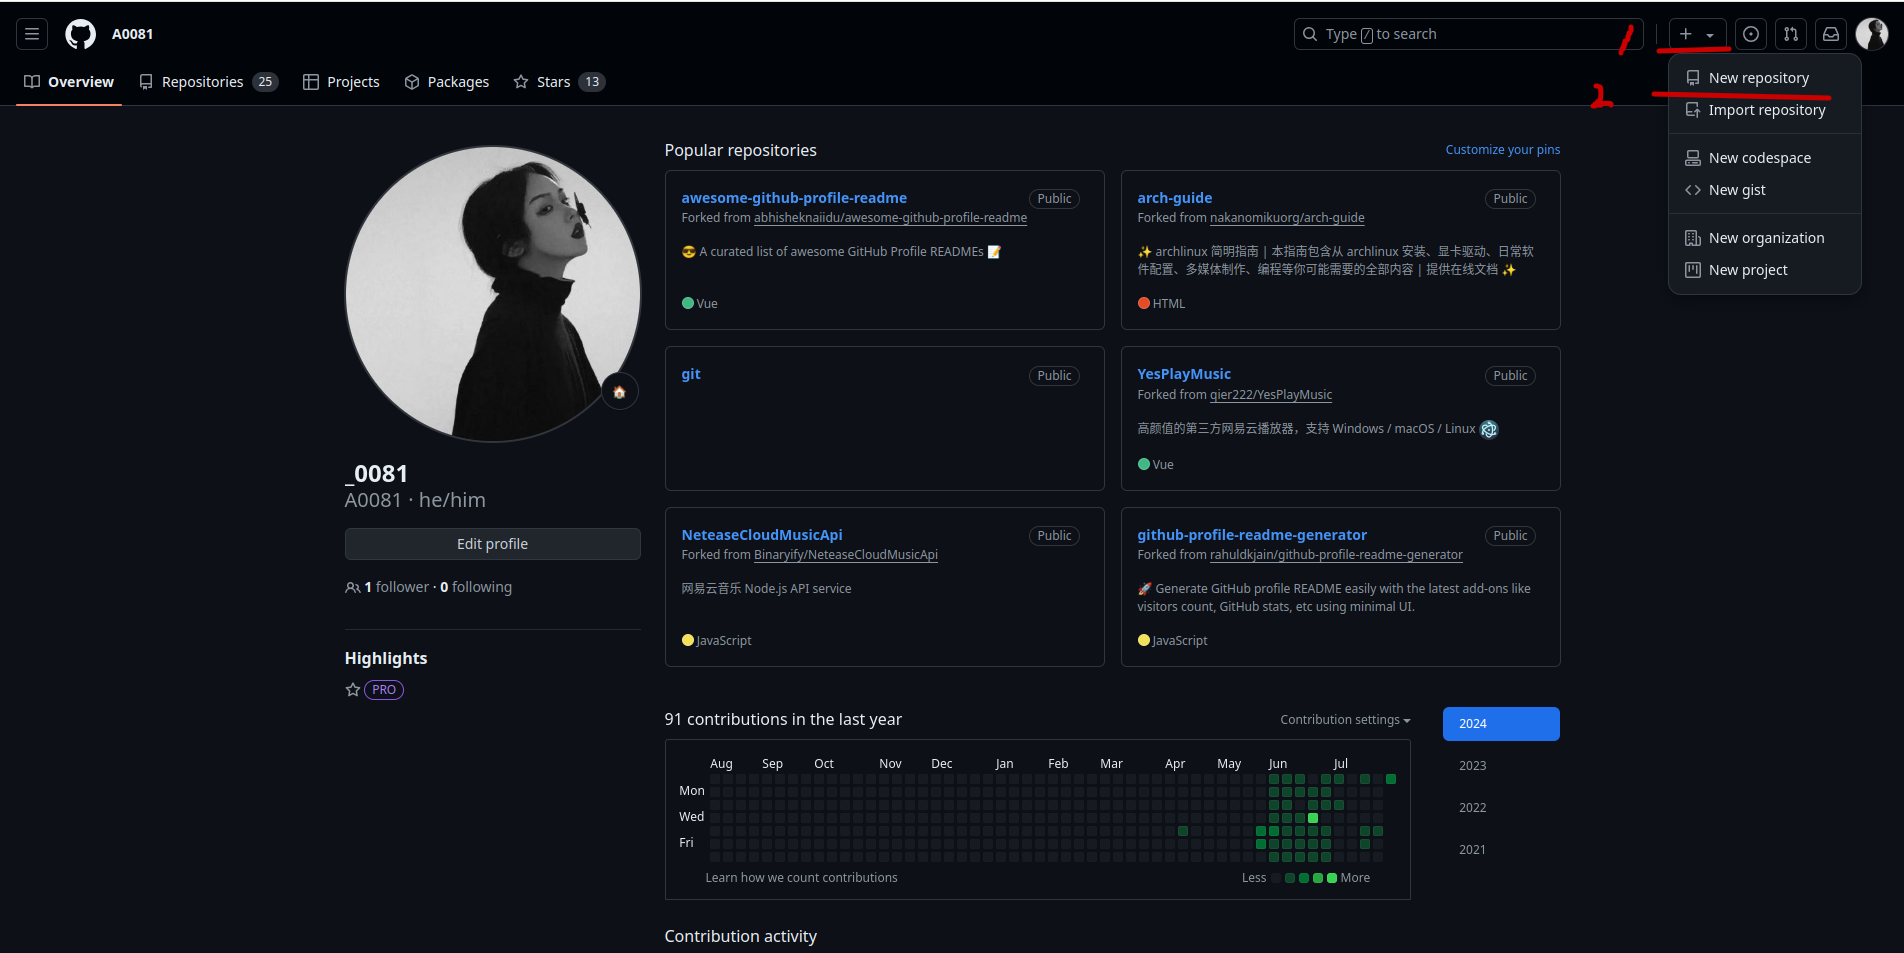 A0081
Type / to search
1
Overview
Repositories 25
Projects
Packages
Stars 13
2
New repository
Import repository
New codespace
New gist
New organization
New project
_0081
A0081 · he/him
Edit profile
1 follower · 0 following
Highlights
PRO
Popular repositories
Customize your pins
awesome-github-profile-readme
Public
Forked from abhisheknaiidu/awesome-github-profile-readme
😎 A curated list of awesome GitHub Profile READMEs 📝
Vue
arch-guide
Public
Forked from nakanomikuorg/arch-guide
✨ archlinux 简明指南 | 本指南包含从 archlinux 安装、显卡驱动、日常软
件配置、多媒体制作、编程等你可能需要的全部内容 | 提供在线文档 ✨
HTML
git
Public
YesPlayMusic
Public
Forked from qier222/YesPlayMusic
高颜值的第三方网易云播放器，支持 Windows / macOS / Linux
Vue
NeteaseCloudMusicApi
Public
Forked from Binaryify/NeteaseCloudMusicApi
网易云音乐 Node.js API service
JavaScript
github-profile-readme-generator
Public
Forked from rahuldkjain/github-profile-readme-generator
🚀 Generate GitHub profile README easily with the latest add-ons like
visitors count, GitHub stats, etc using minimal UI.
JavaScript
91 contributions in the last year
Contribution settings
2024
2023
2022
2021
Aug Sep Oct Nov Dec Jan Feb Mar Apr May Jun Jul
Mon
Wed
Fri
Learn how we count contributions
Less
More
Contribution activity